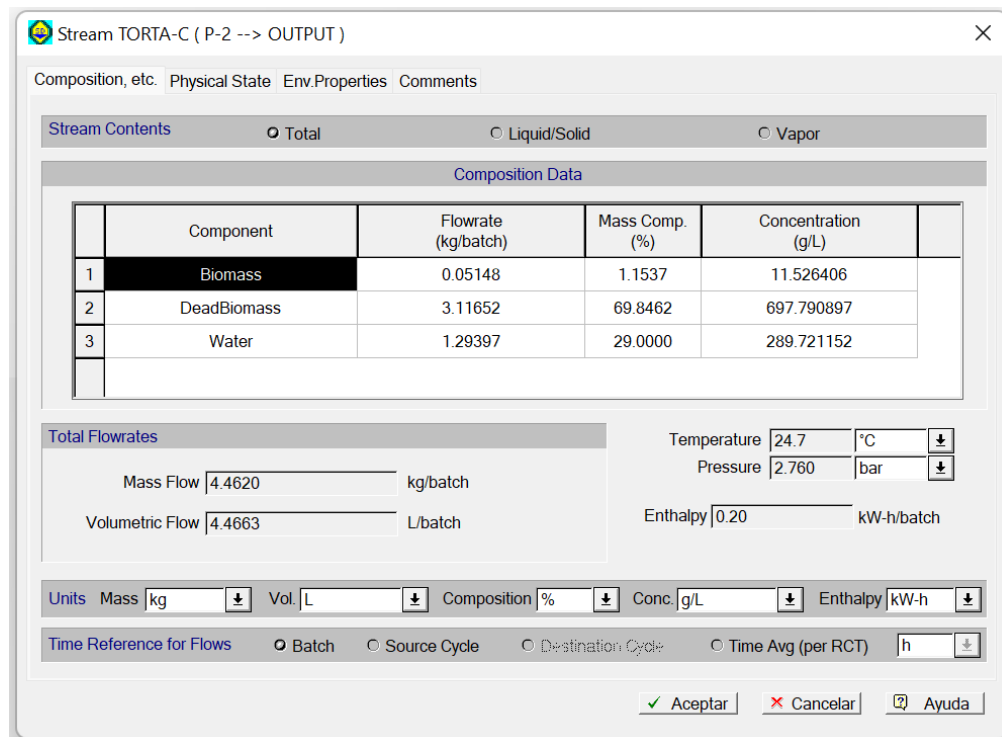 Stream TORTA-C ( P-2 --> OUTPUT )
Composition, etc. Physical State Env.Properties Comments
Stream Contents Total Liquid/Solid Vapor
Composition Data
Component Flowrate (kg/batch) Mass Comp. (%) Concentration (g/L)
1 Biomass 0.05148 1.1537 11.526406
2 DeadBiomass 3.11652 69.8462 697.790897
3 Water 1.29397 29.0000 289.721152
Total Flowrates
Mass Flow 4.4620 kg/batch
Volumetric Flow 4.4663 L/batch
Temperature 24.7 °C
Pressure 2.760 bar
Enthalpy 0.20 kW-h/batch
Units Mass kg Vol. L Composition % Conc. g/L Enthalpy kW-h
Time Reference for Flows Batch Source Cycle Destination Cycle Time Avg (per RCT) h
Aceptar Cancelar Ayuda